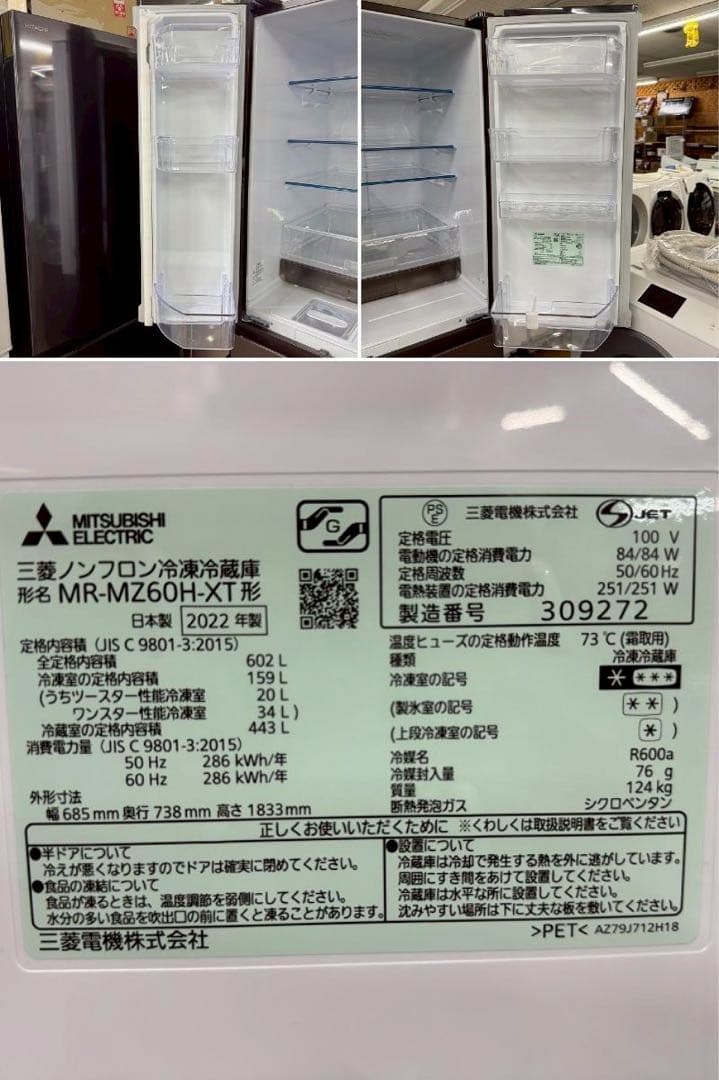 HITACHI
MITSUBISHI
ELECTRIC
G
三菱ノンフロン冷凍冷蔵庫
形名 MR-MZ60H-XT形
日本製 2022 年製
定格内容積（JIS C 9801-3:2015）
全定格内容積 602 L
冷凍室の定格内容積 159 L
(うちツースター性能冷凍室 20 L
ワンスター性能冷凍室 34 L )
冷蔵室の定格内容積 443 L
消費電力量（JIS C 9801-3:2015）
50 Hz 286 kWh/年
60 Hz 286 kWh/年
外形寸法
幅 685 mm 奥行 738 mm 高さ 1833 mm
PS E 三菱電機株式会社 S JET
定格電圧 100 V
電動機の定格消費電力 84/84 W
定格周波数 50/60 Hz
電熱装置の定格消費電力 251/251 W
製造番号 309272
温度ヒューズの定格動作温度 73 ℃ (霜取用)
種類 冷凍冷蔵庫
冷凍室の記号 * ***
(製氷室の記号 ** )
(上段冷凍室の記号 * )
冷媒名 R600a
冷媒封入量 76 g
質量 124 kg
断熱発泡ガス シクロペンタン
正しくお使いいただくために ※くわしくは取扱説明書をご覧ください
●半ドアについて
冷えが悪くなりますのでドアは確実に閉めてください。
●食品の凍結について
食品が凍るときは、温度調節を弱側にしてください。
水分の多い食品を吹出口の前に置くと凍ることがあります。
●設置について
冷蔵庫は冷却で発生する熱を外に逃がしています。
周囲にすき間をあけて設置してください。
冷蔵庫は水平な所に設置してください。
沈みやすい場所は下に丈夫な板を敷いてください。
三菱電機株式会社
>PET< AZ79J712H18